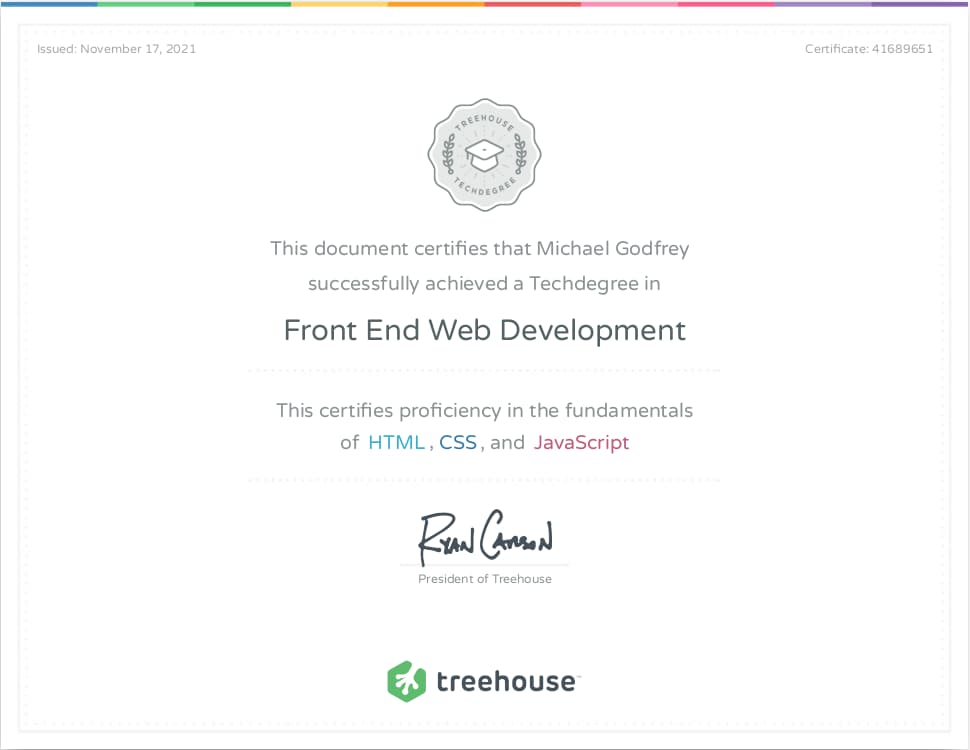 Issued: November 17, 2021
Certificate: 41689651
TREEHOUSE
TECHDEGREE
This document certifies that Michael Godfrey
successfully achieved a Techdegree in
Front End Web Development
This certifies proficiency in the fundamentals
of HTML, CSS, and JavaScript
Ryan Carson
President of Treehouse
treehouse™